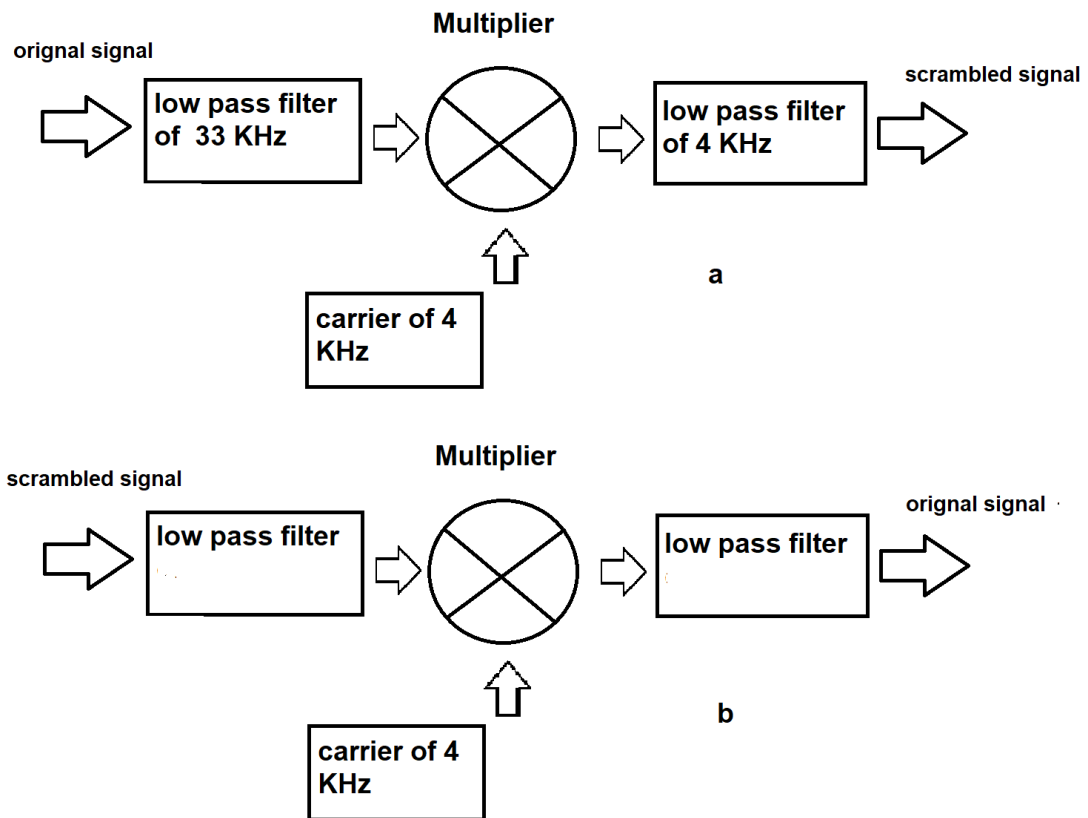 Multiplier
orignal signal
low pass filter
of 33 KHz
low pass filter
of 4 KHz
scrambled signal
carrier of 4
KHz
a
Multiplier
scrambled signal
low pass filter
low pass filter
orignal signal
carrier of 4
KHz
b